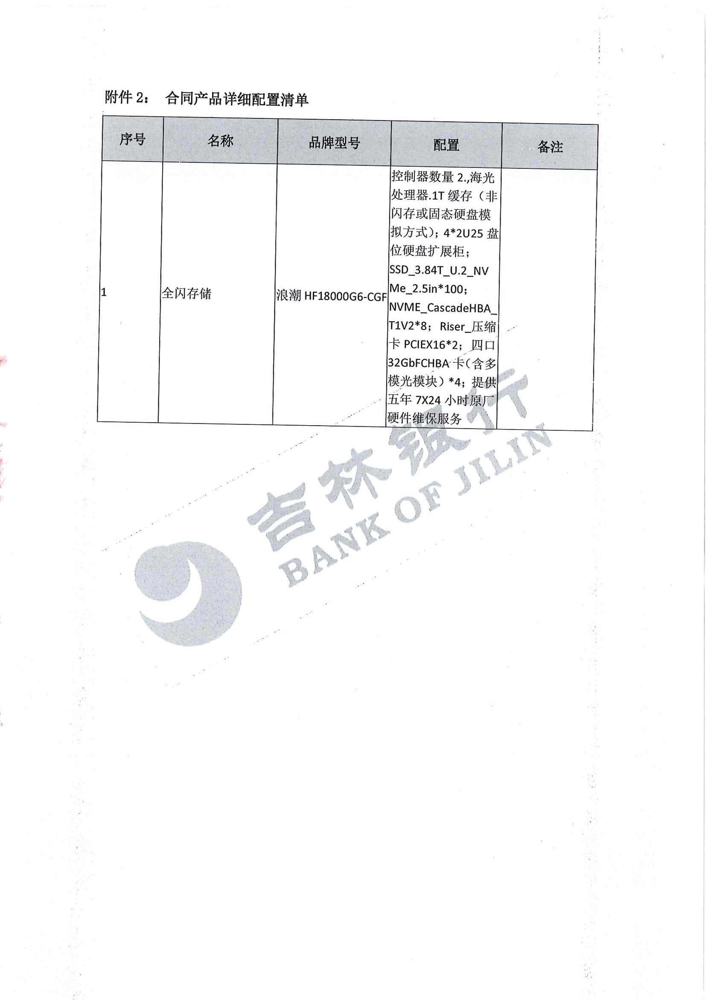 附件 2： 合同产品详细配置清单
序号 名称 品牌型号 配置 备注
控制器数量 2.,海光
处理器.1T 缓存（非
闪存或固态硬盘模
拟方式）；4*2U25 盘
位硬盘扩展柜；
SSD_3.84T_U.2_NV
1 全闪存储 浪潮 HF18000G6-CGF Me_2.5in*100；
NVME_CascadeHBA_
T1V2*8；Riser_压缩
卡 PCIEX16*2；四口
32GbFCHBA 卡（含多
模光模块）*4；提供
五年 7X24 小时原厂
硬件维保服务
吉林银行
BANK OF JILIN